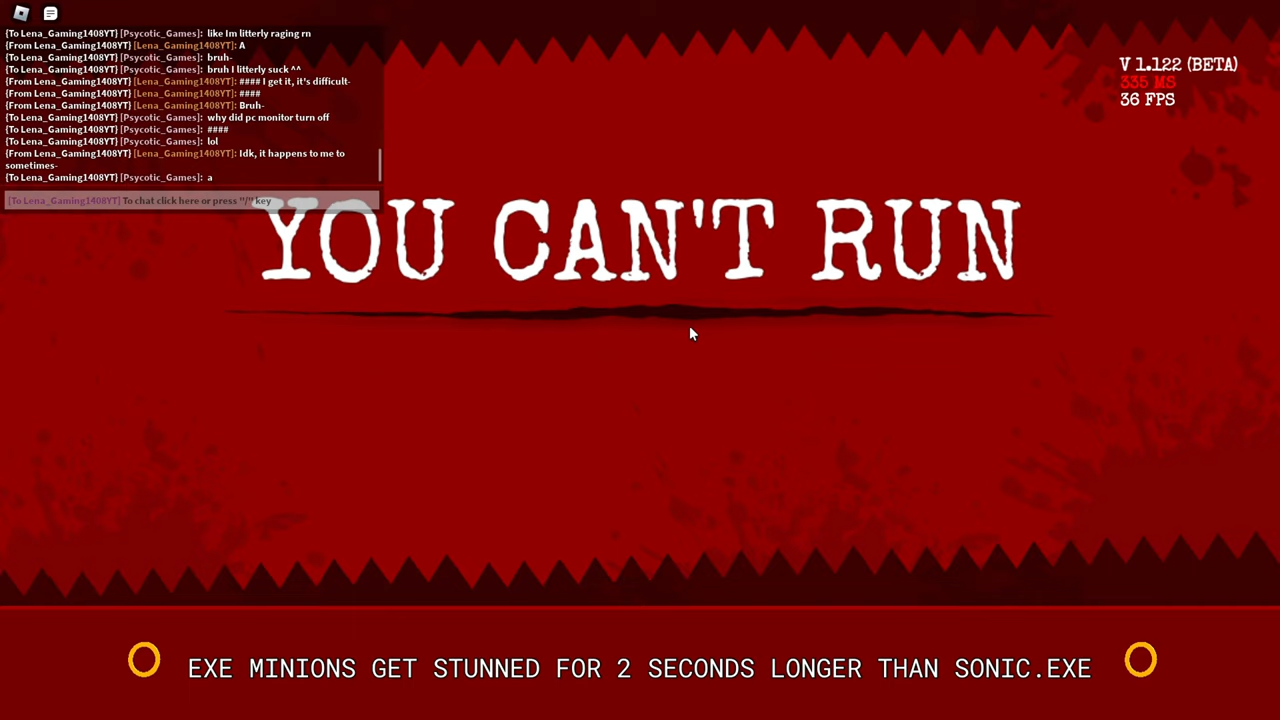 {To Lena_Gaming1408YT} [Psycotic_Games]: like Im litterly raging rn
{From Lena_Gaming1408YT} [Lena_Gaming1408YT]: A
{To Lena_Gaming1408YT} [Psycotic_Games]: bruh-
{To Lena_Gaming1408YT} [Psycotic_Games]: bruh I litterly suck ^^
{From Lena_Gaming1408YT} [Lena_Gaming1408YT]: #### I get it, it's difficult-
{From Lena_Gaming1408YT} [Lena_Gaming1408YT]: ####
{From Lena_Gaming1408YT} [Lena_Gaming1408YT]: Bruh-
{To Lena_Gaming1408YT} [Psycotic_Games]: why did pc monitor turn off
{To Lena_Gaming1408YT} [Psycotic_Games]: ####
{To Lena_Gaming1408YT} [Psycotic_Games]: lol
{From Lena_Gaming1408YT} [Lena_Gaming1408YT]: Idk, it happens to me to
sometimes-
{To Lena_Gaming1408YT} [Psycotic_Games]: a
[To Lena_Gaming1408YT] To chat click here or press "/" key
V 1.122 (BETA)
335 MS
36 FPS
YOU CAN'T RUN
EXE MINIONS GET STUNNED FOR 2 SECONDS LONGER THAN SONIC.EXE